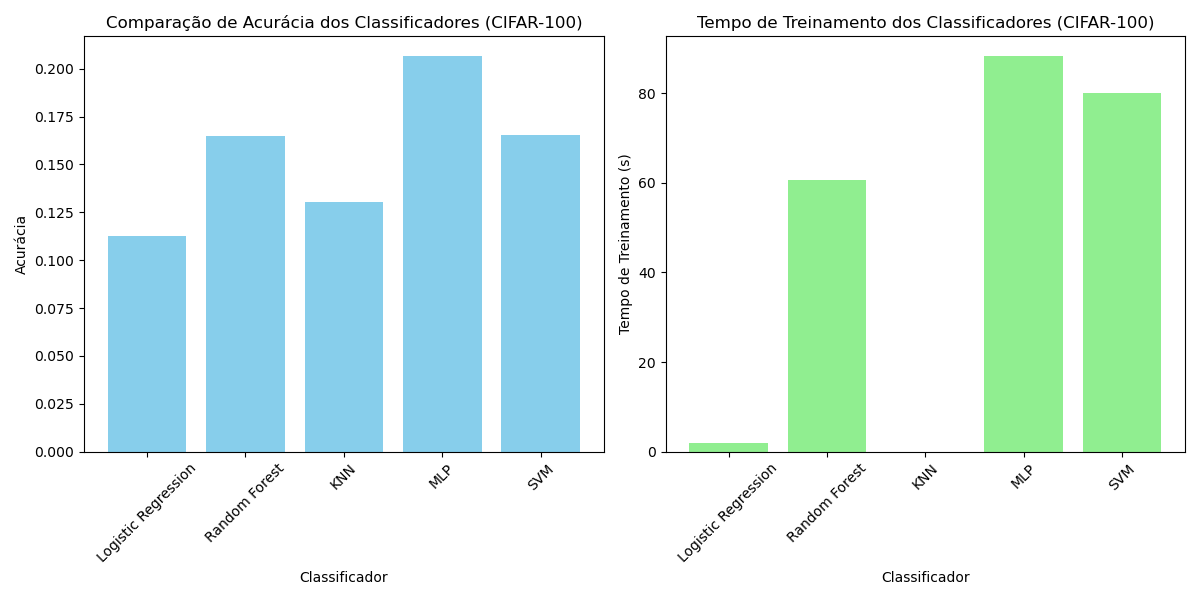 Comparação de Acurácia dos Classificadores (CIFAR-100)
Acurácia
0.200
0.175
0.150
0.125
0.100
0.075
0.050
0.025
0.000
Logistic Regression
Random Forest
KNN
MLP
SVM
Classificador
Tempo de Treinamento dos Classificadores (CIFAR-100)
Tempo de Treinamento (s)
80
60
40
20
0
Logistic Regression
Random Forest
KNN
MLP
SVM
Classificador